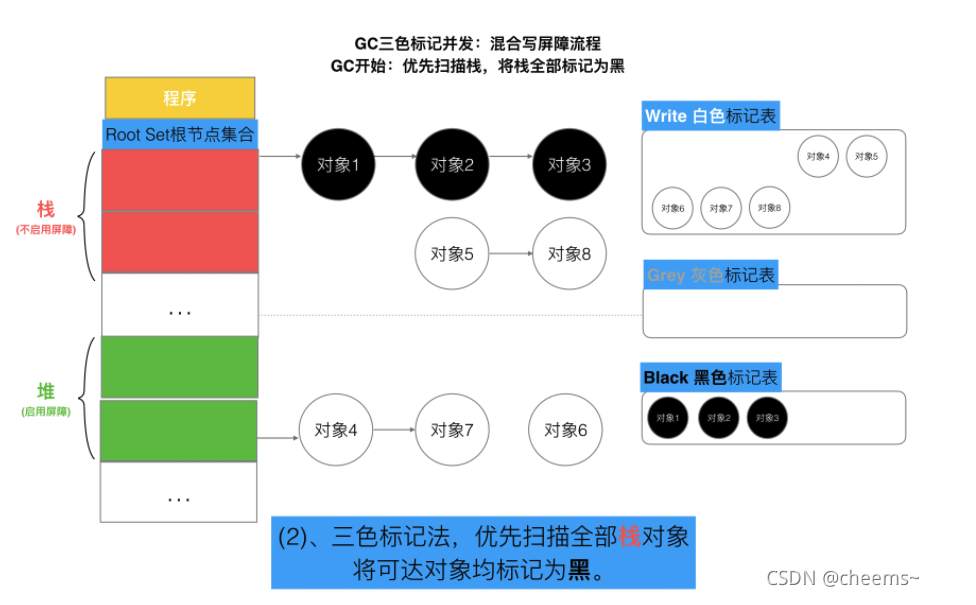 GC三色标记并发：混合写屏障流程
GC开始：优先扫描栈，将栈全部标记为黑
程序
Root Set根节点集合
栈
(不启用屏障)
...
堆
(启用屏障)
...
对象1
对象2
对象3
对象5
对象8
对象4
对象7
对象6
Write 白色标记表
对象4
对象5
对象6
对象7
对象8
Grey 灰色标记表
Black 黑色标记表
对象1
对象2
对象3
(2)、三色标记法，优先扫描全部栈对象
将可达对象均标记为黑。
CSDN @cheems~